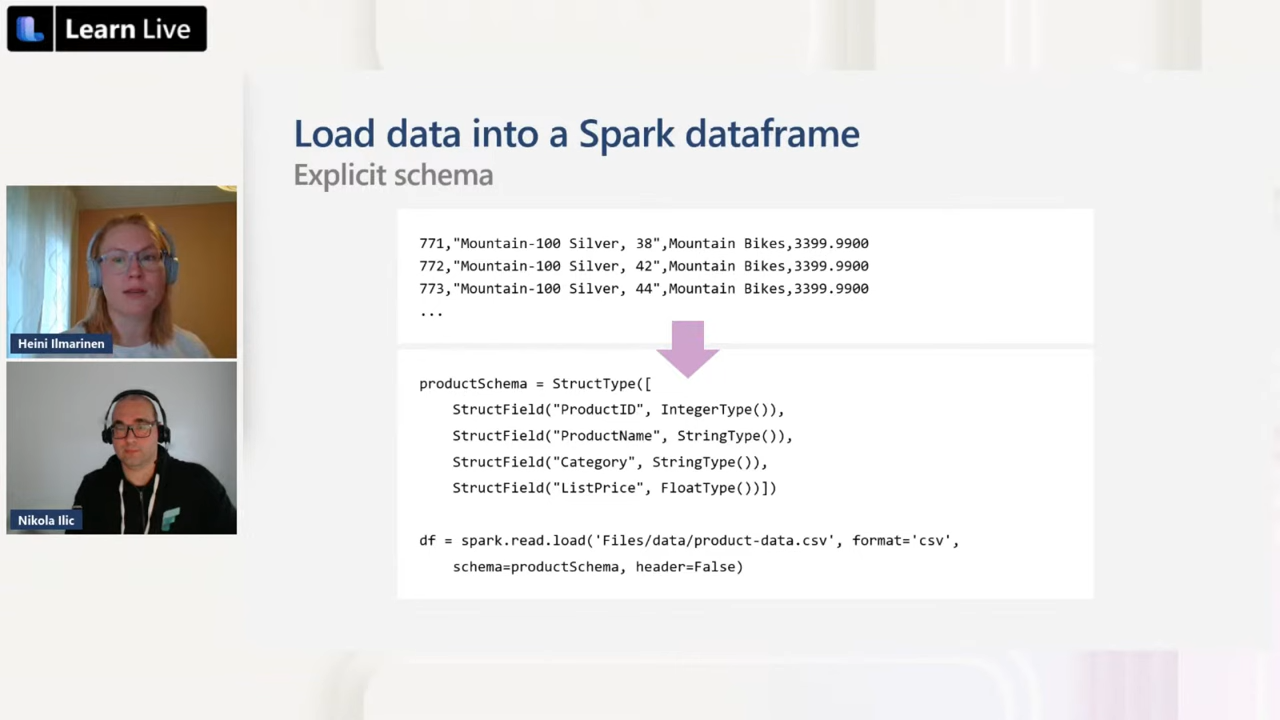 Learn Live
Load data into a Spark dataframe
Explicit schema
771,"Mountain-100 Silver, 38",Mountain Bikes,3399.9900
772,"Mountain-100 Silver, 42",Mountain Bikes,3399.9900
773,"Mountain-100 Silver, 44",Mountain Bikes,3399.9900
...
productSchema = StructType([
StructField("ProductID", IntegerType()),
StructField("ProductName", StringType()),
StructField("Category", StringType()),
StructField("ListPrice", FloatType())])
df = spark.read.load('Files/data/product-data.csv', format='csv',
schema=productSchema, header=False)
Heini Ilmarinen
Nikola Ilic